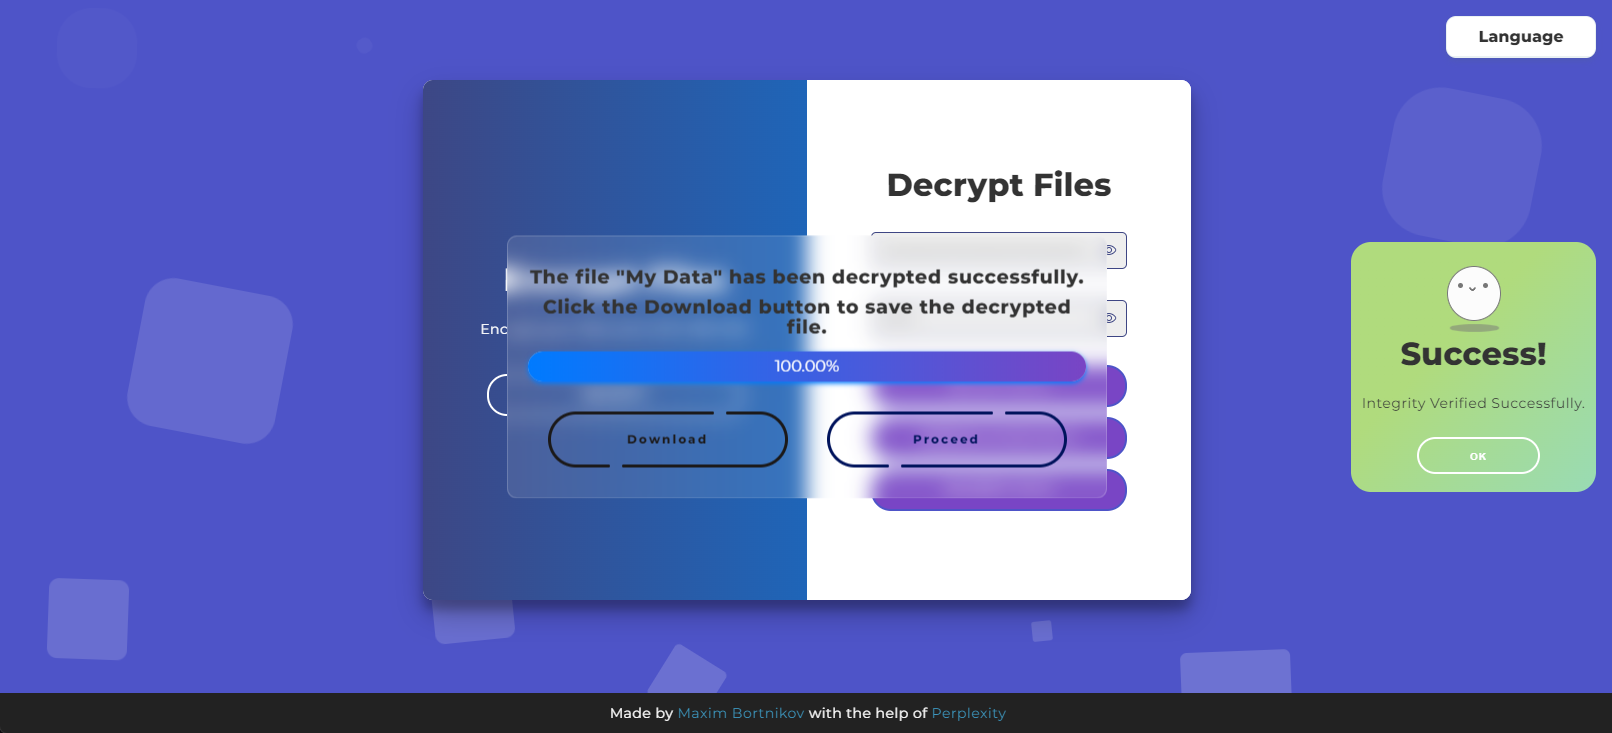 Language
Decrypt Files
The file "My Data" has been decrypted successfully.
Click the Download button to save the decrypted
file.
100.00%
Download
Proceed
Success!
Integrity Verified Successfully.
OK
Made by Maxim Bortnikov with the help of Perplexity